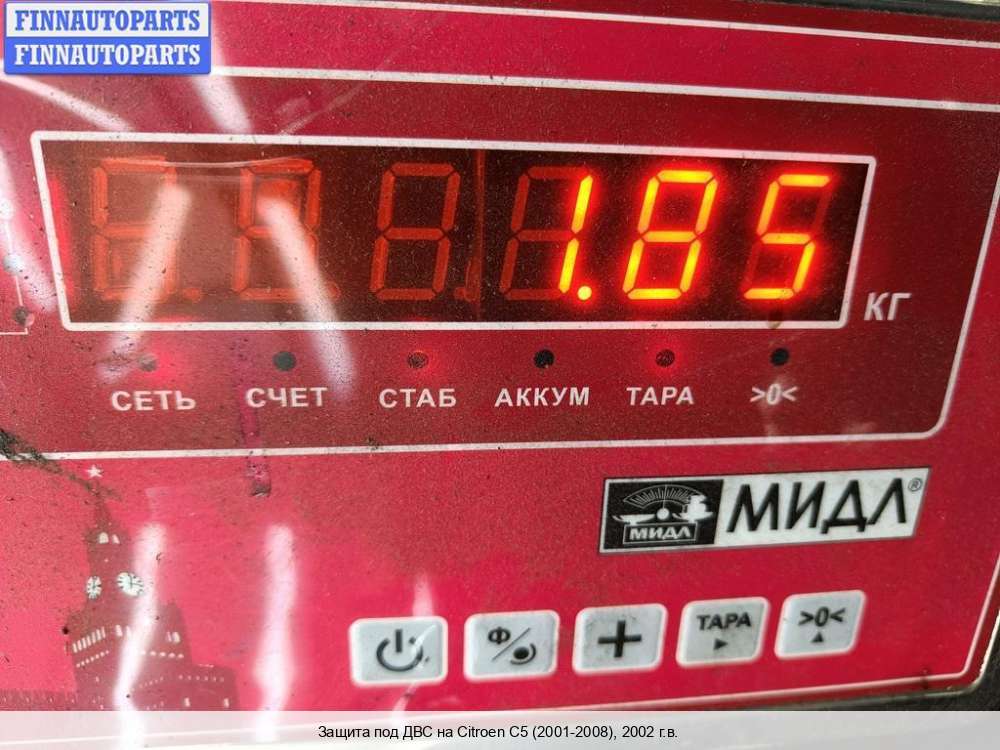 FINNAUTOPARTS
FINNAUTOPARTS
1.85
КГ
СЕТЬ СЧЕТ СТАБ АККУМ ТАРА >0<
МИДЛ МИДЛ®
Ф ТАРА >0<
Защита под ДВС на Citroen C5 (2001-2008), 2002 г.в.